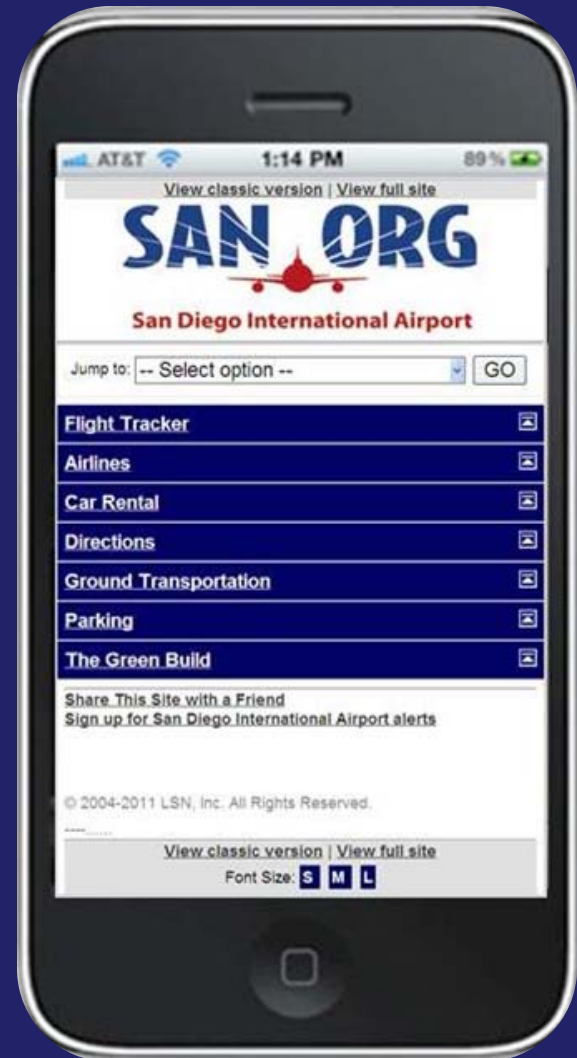 AT&T 1:14 PM 89%
View classic version | View full site
SAN ORG
San Diego International Airport
Jump to: -- Select option -- GO
Flight Tracker
Airlines
Car Rental
Directions
Ground Transportation
Parking
The Green Build
Share This Site with a Friend
Sign up for San Diego International Airport alerts
© 2004-2011 LSN, Inc. All Rights Reserved.
----......
View classic version | View full site
Font Size: S M L